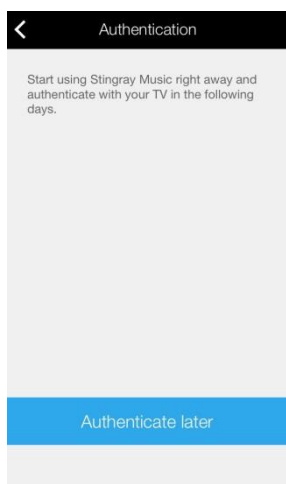 Authentication
Start using Stingray Music right away and
authenticate with your TV in the following
days.
Authenticate later